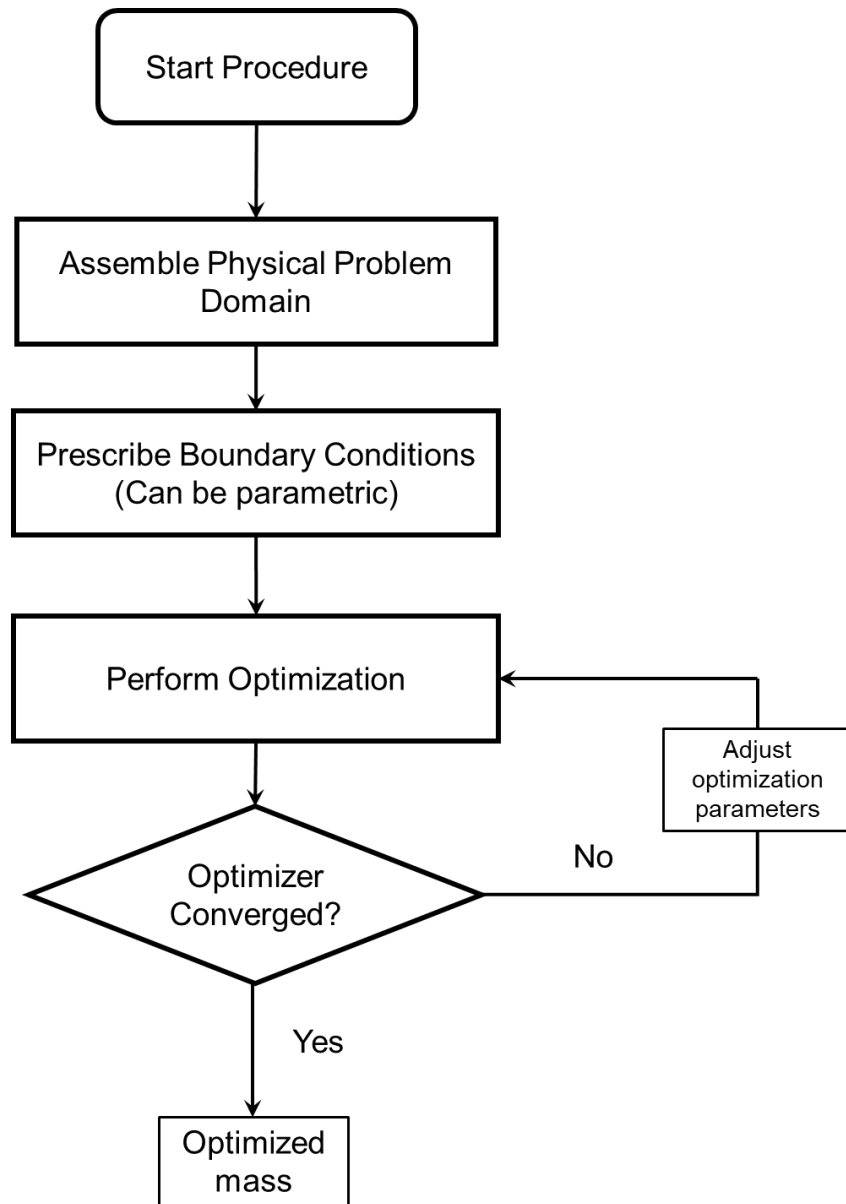 Start Procedure
Assemble Physical Problem
Domain
Prescribe Boundary Conditions
(Can be parametric)
Perform Optimization
Adjust
optimization
parameters
No
Optimizer
Converged?
Yes
Optimized
mass